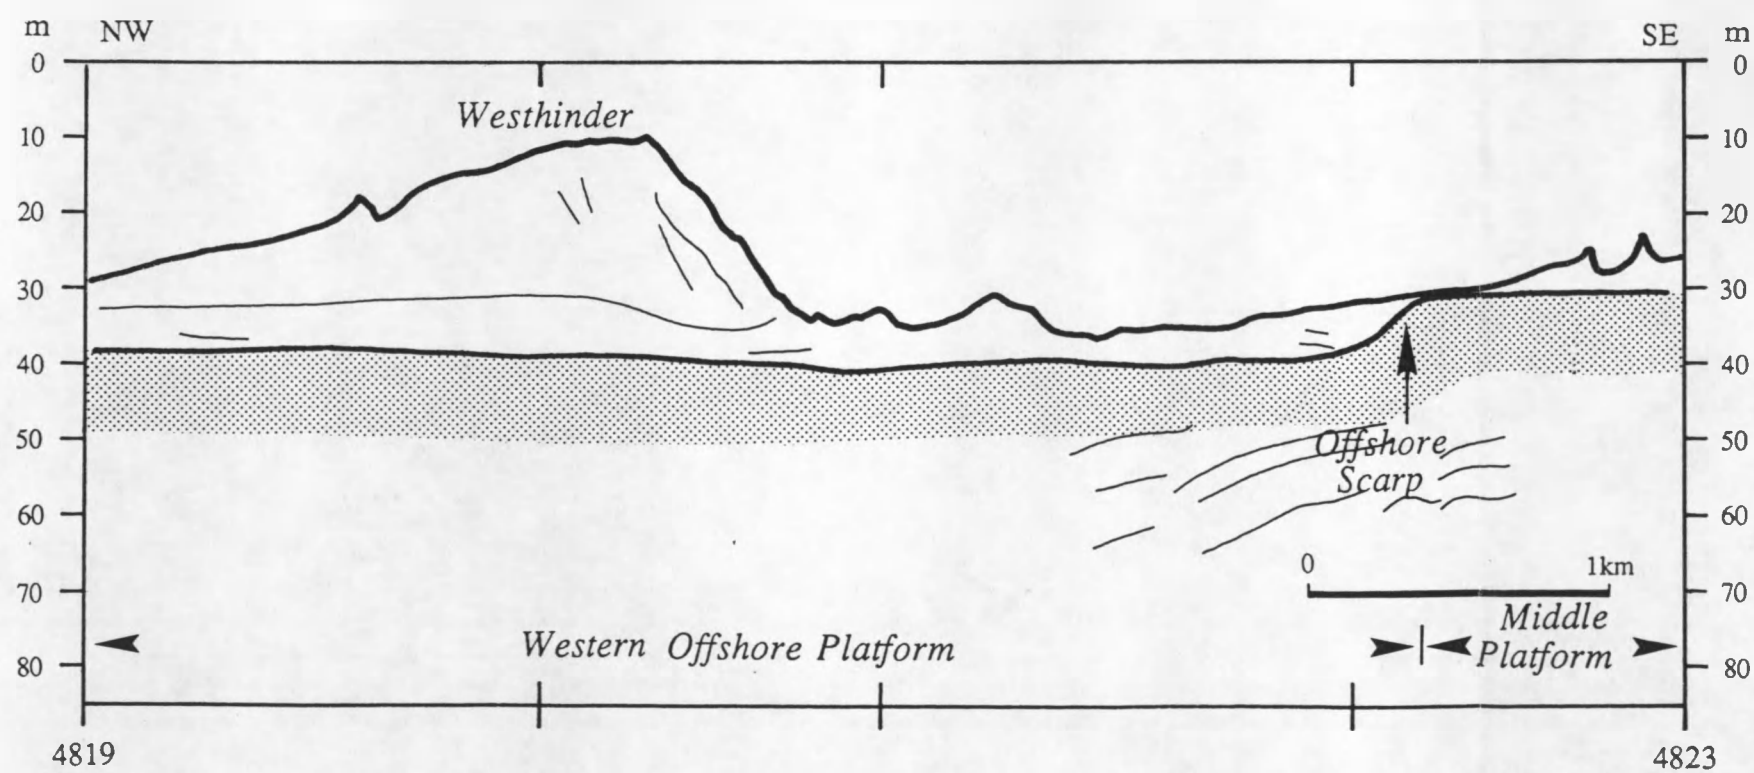 m NW SE m
0 0
Westhinder
10 10
20 20
30 30
40 40
50 50
Offshore
Scarp
60 60
0 1km
70 70
Middle
Western Offshore Platform
Platform
80 80
4819 4823